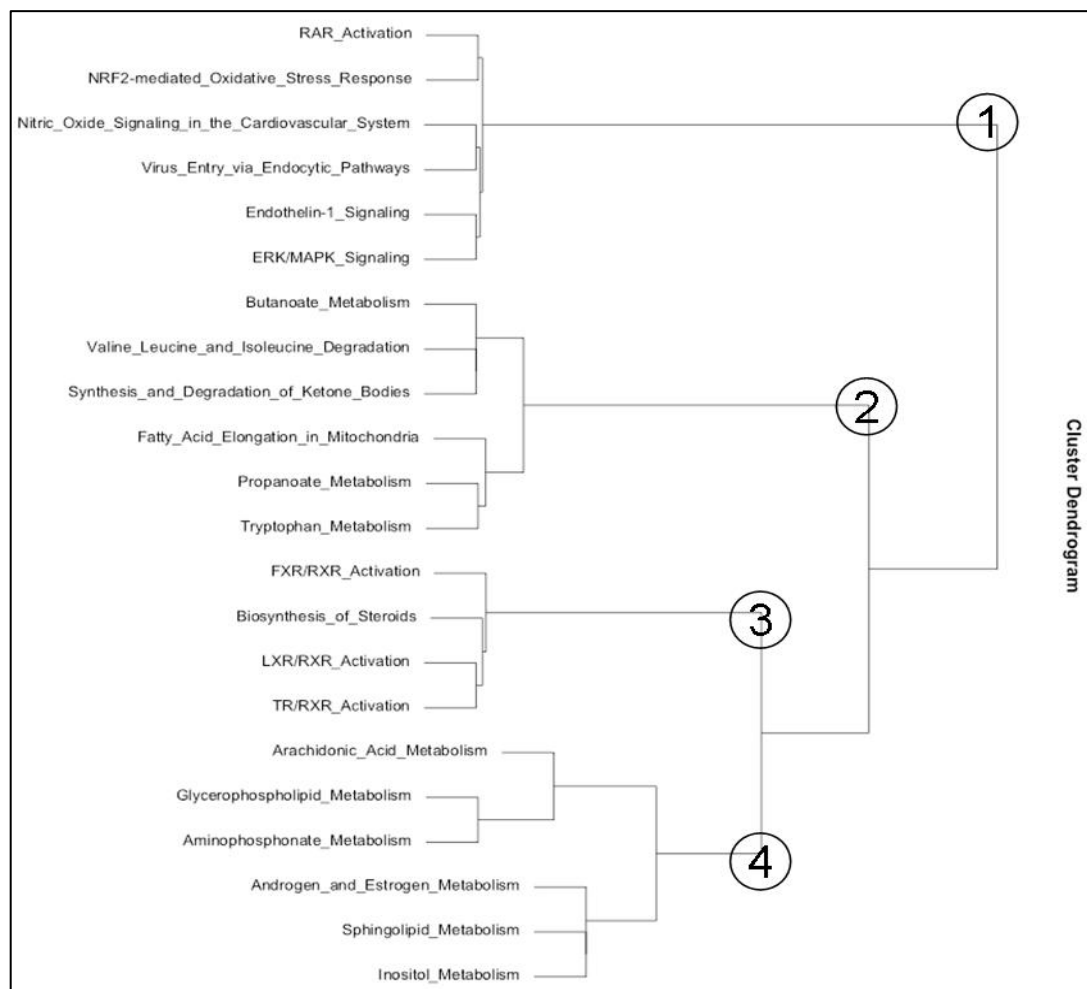 RAR_Activation
NRF2-mediated_Oxidative_Stress_Response
Nitric_Oxide_Signaling_in_the_Cardiovascular_System
1
Virus_Entry_via_Endocytic_Pathways
Endothelin-1_Signaling
ERK/MAPK_Signaling
Butanoate_Metabolism
Valine_Leucine_and_Isoleucine_Degradation
Synthesis_and_Degradation_of_Ketone_Bodies
2
Fatty_Acid_Elongation_in_Mitochondria
Propanoate_Metabolism
Tryptophan_Metabolism
Cluster Dendrogram
FXR/RXR_Activation
Biosynthesis_of_Steroids
3
LXR/RXR_Activation
TR/RXR_Activation
Arachidonic_Acid_Metabolism
Glycerophospholipid_Metabolism
Aminophosphonate_Metabolism
4
Androgen_and_Estrogen_Metabolism
Sphingolipid_Metabolism
Inositol_Metabolism